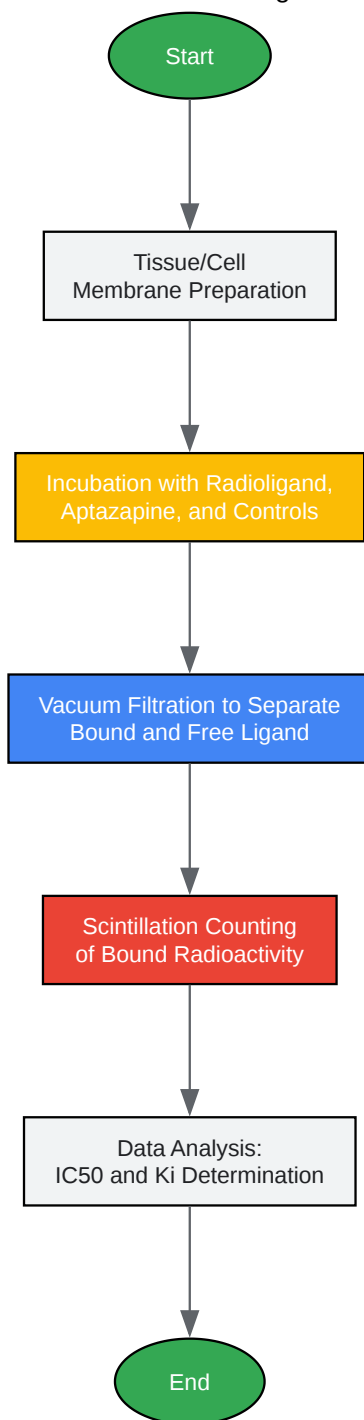 Start
Tissue/Cell
Membrane Preparation
Incubation with Radioligand,
Aptazapine, and Controls
Vacuum Filtration to Separate
Bound and Free Ligand
Scintillation Counting
of Bound Radioactivity
Data Analysis:
IC50 and Ki Determination
End